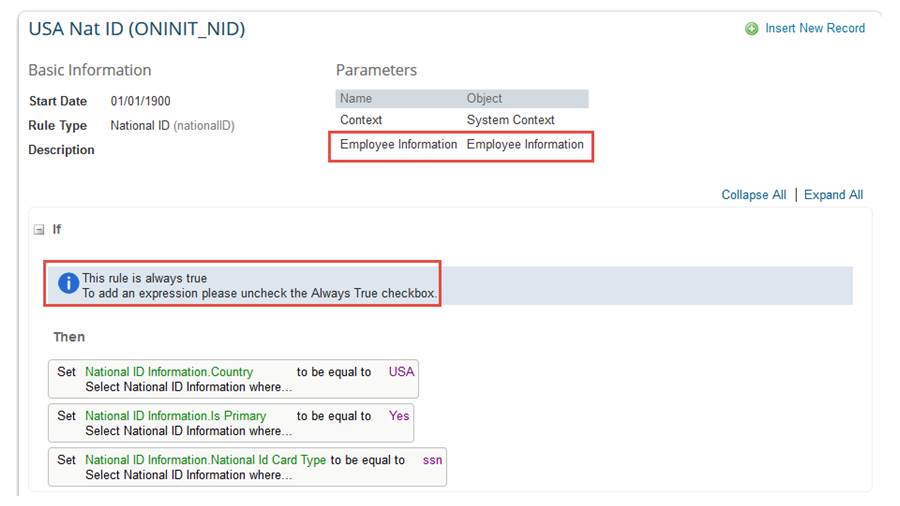 USA Nat ID (ONINIT_NID)
Insert New Record
Basic Information
Parameters
Start Date 01/01/1900
Rule Type National ID (nationalID)
Description
Name Object
Context System Context
Employee Information Employee Information
Collapse All | Expand All
If
This rule is always true
To add an expression please uncheck the Always True checkbox.
Then
Set National ID Information.Country to be equal to USA
Select National ID Information where...
Set National ID Information.Is Primary to be equal to Yes
Select National ID Information where...
Set National ID Information.National Id Card Type to be equal to ssn
Select National ID Information where...